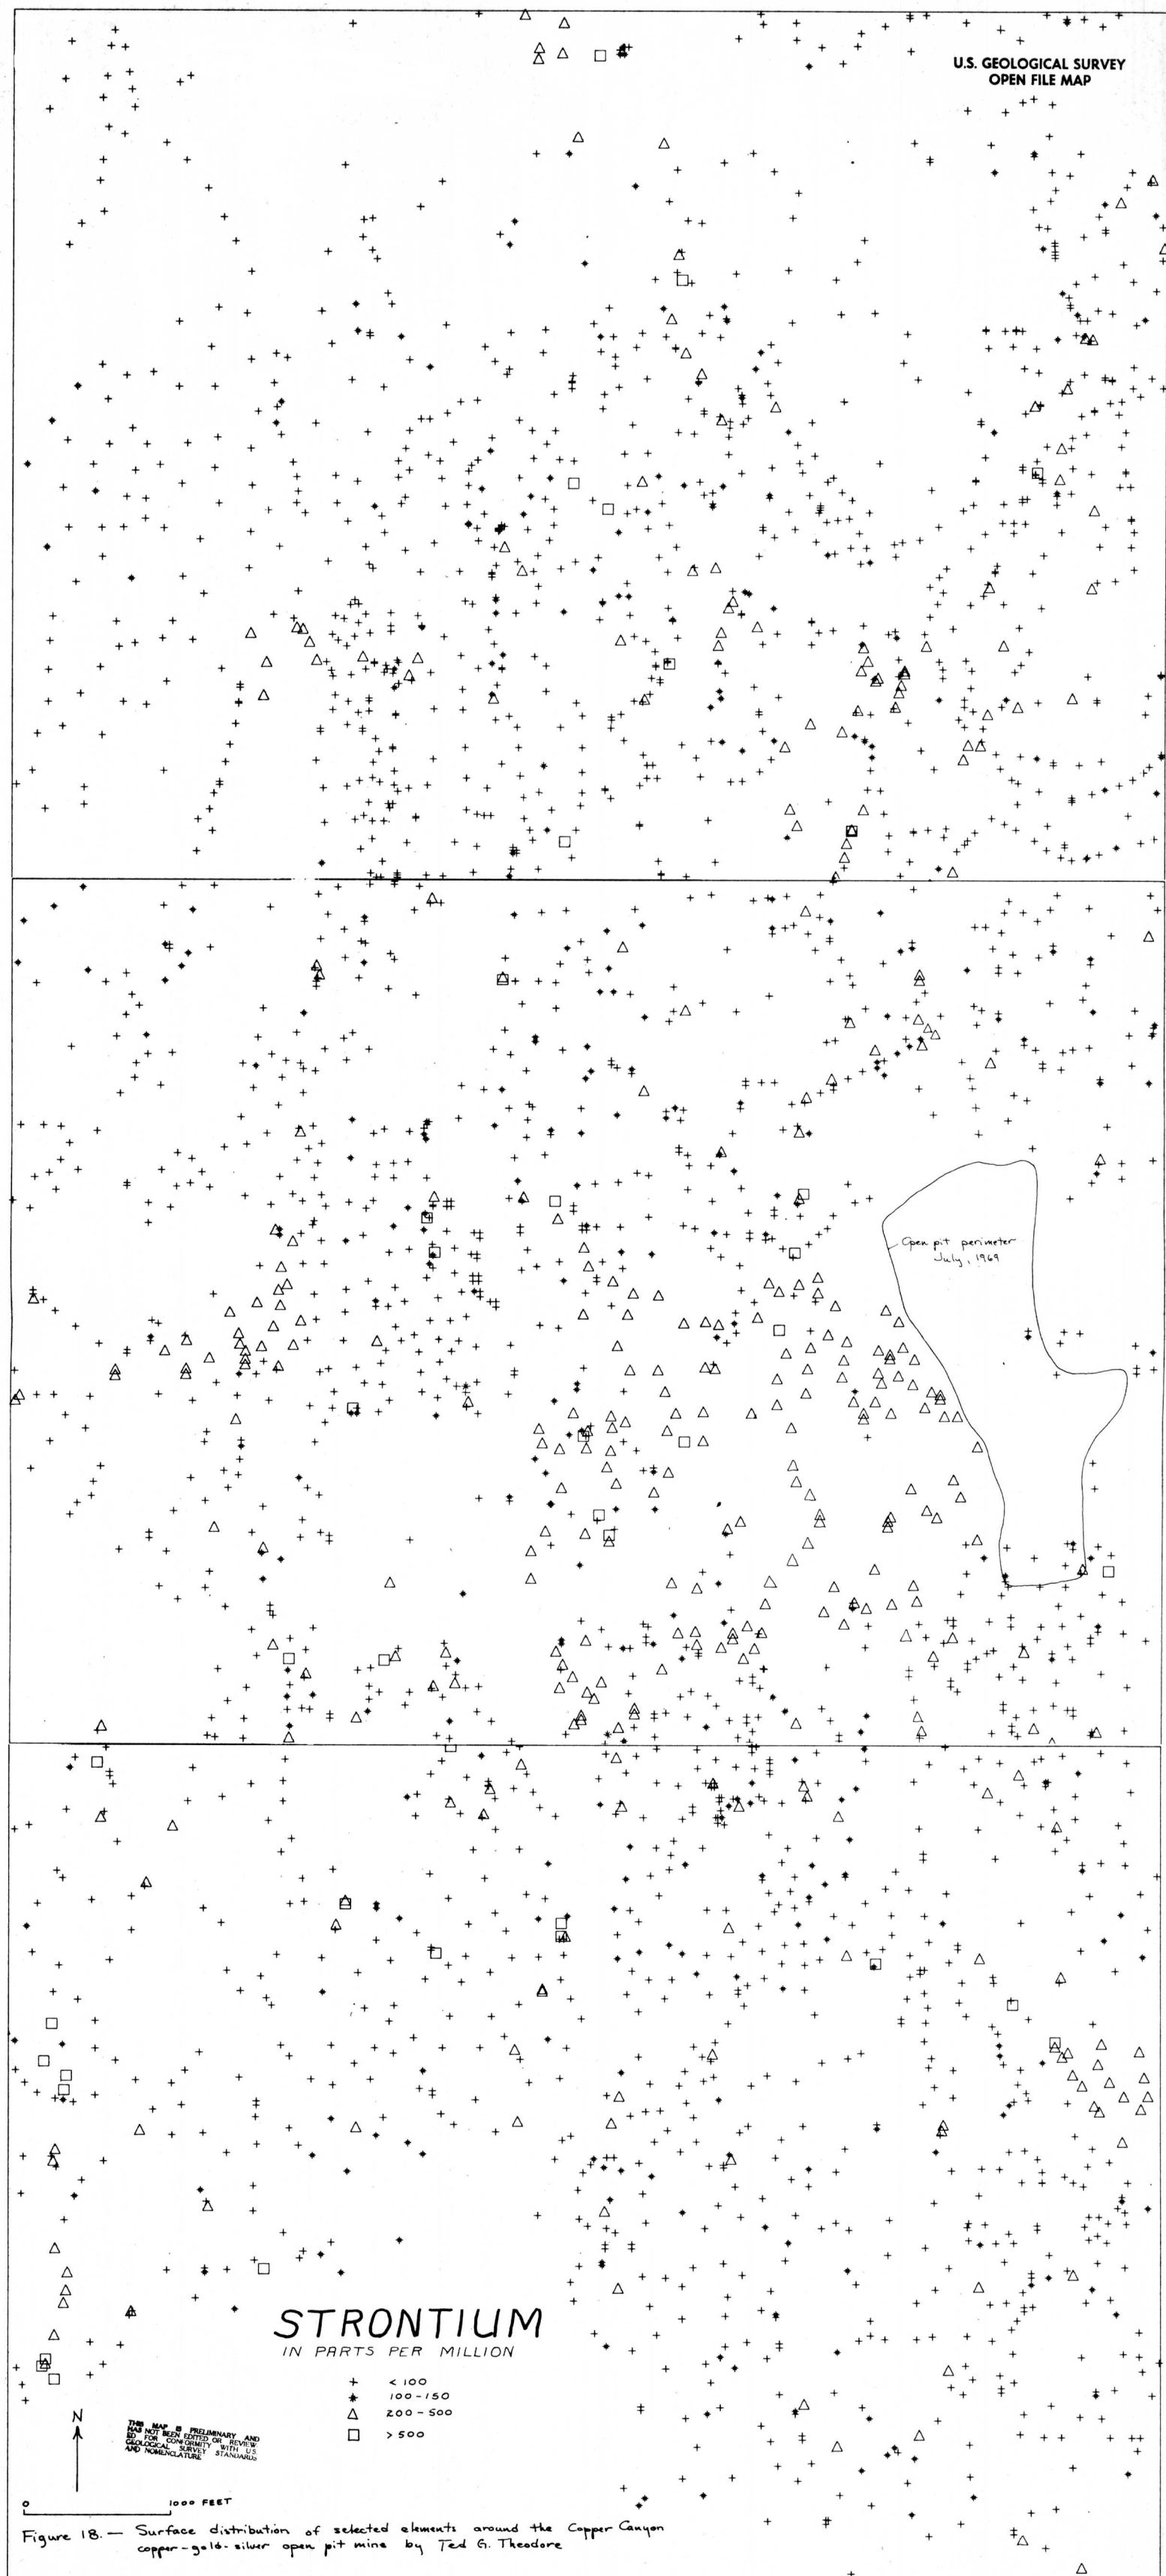 U.S. GEOLOGICAL SURVEY
OPEN FILE MAP
Open pit perimeter
July, 1969
STRONTIUM
IN PARTS PER MILLION
< 100
100-150
200-500
> 500
N
THIS MAP IS PRELIMINARY AND
HAS NOT BEEN EDITED OR REVIEW
ED FOR CONFORMITY WITH U.S.
GEOLOGICAL SURVEY STANDARDS
AND NOMENCLATURE
0 1000 FEET
Figure 18.— Surface distribution of selected elements around the Copper Canyon
copper-gold-silver open pit mine by Ted G. Theodore